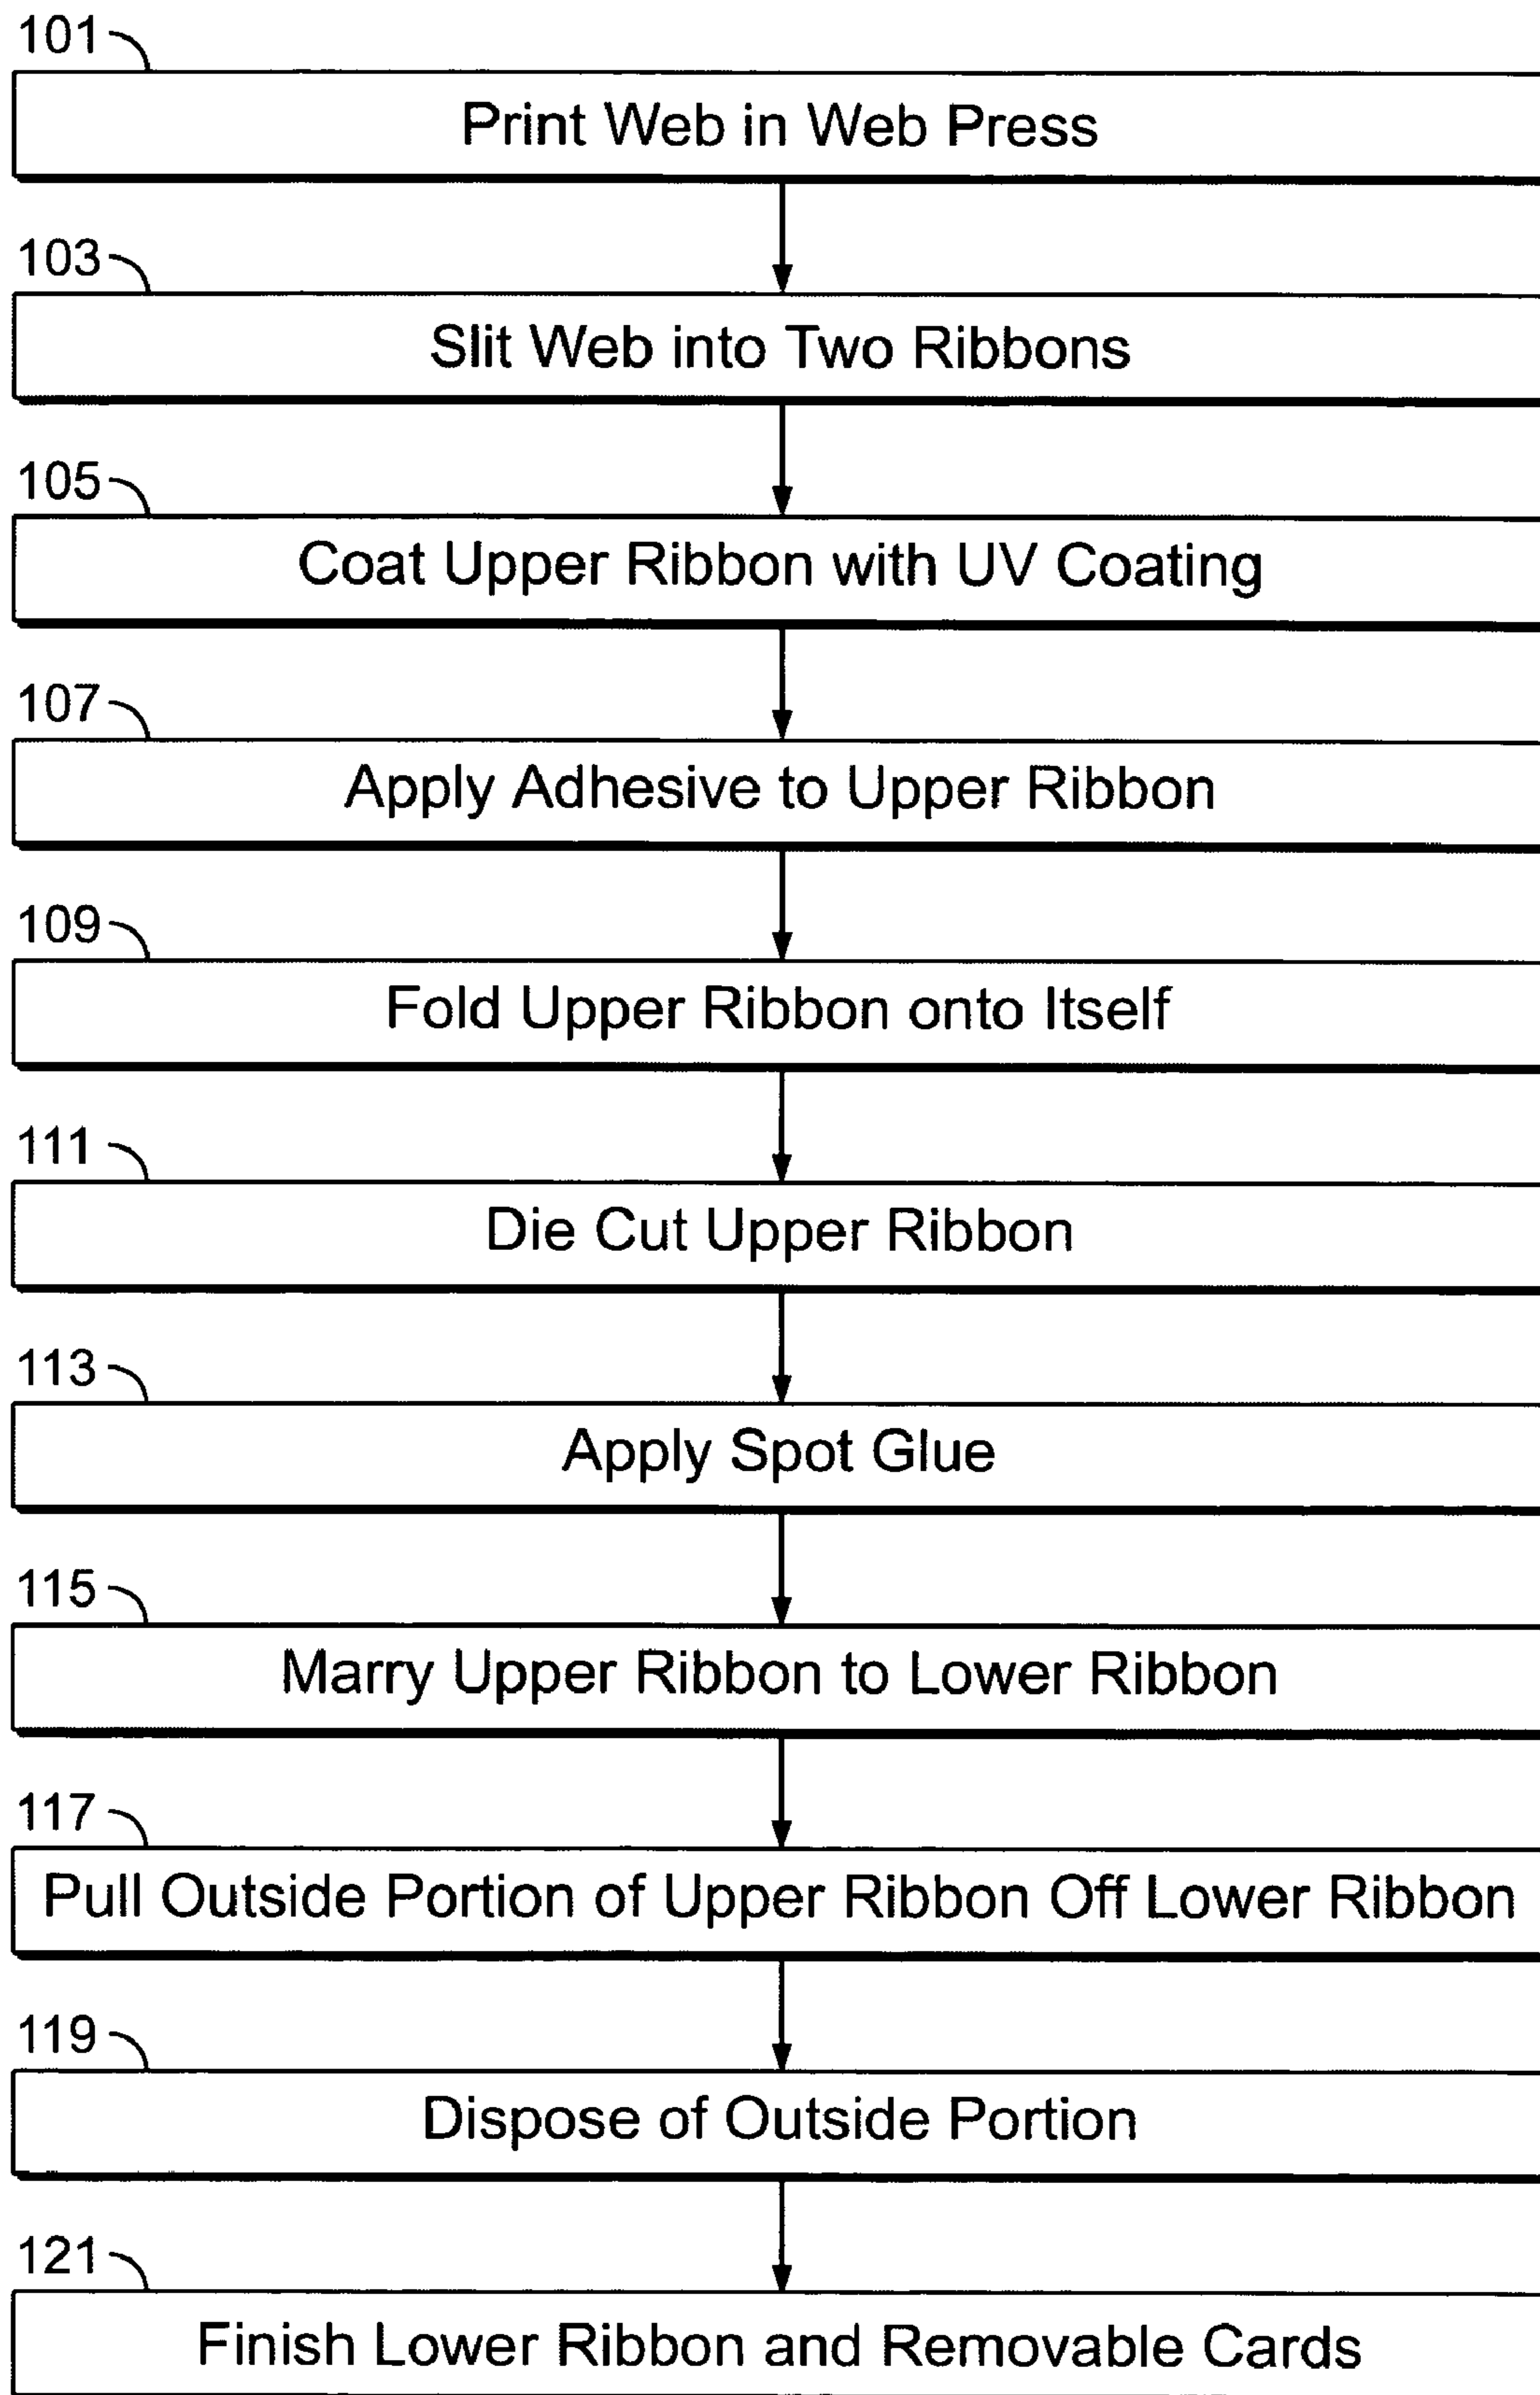 101
Print Web in Web Press
103
Slit Web into Two Ribbons
105
Coat Upper Ribbon with UV Coating
107
Apply Adhesive to Upper Ribbon
109
Fold Upper Ribbon onto Itself
111
Die Cut Upper Ribbon
113
Apply Spot Glue
115
Marry Upper Ribbon to Lower Ribbon
117
Pull Outside Portion of Upper Ribbon Off Lower Ribbon
119
Dispose of Outside Portion
121
Finish Lower Ribbon and Removable Cards